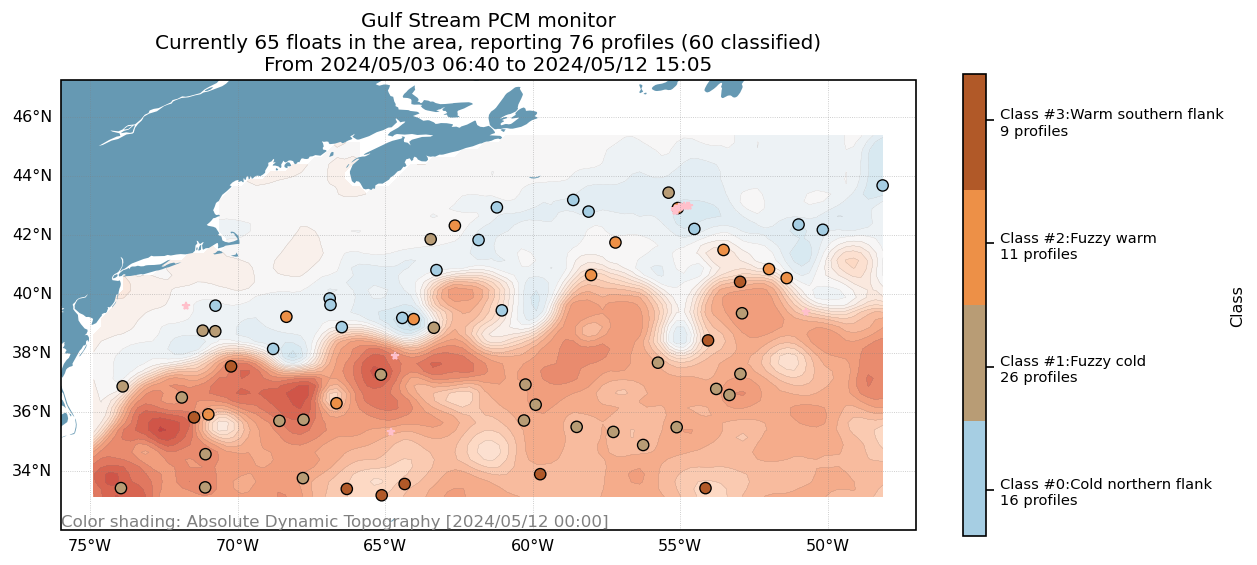 Gulf Stream PCM monitor
Currently 65 floats in the area, reporting 76 profiles (60 classified)
From 2024/05/03 06:40 to 2024/05/12 15:05
46°N
44°N
42°N
40°N
38°N
36°N
34°N
Color shading: Absolute Dynamic Topography [2024/05/12 00:00]
75°W
70°W
65°W
60°W
55°W
50°W
Class #3:Warm southern flank
9 profiles
Class #2:Fuzzy warm
11 profiles
Class #1:Fuzzy cold
26 profiles
Class #0:Cold northern flank
16 profiles
Class